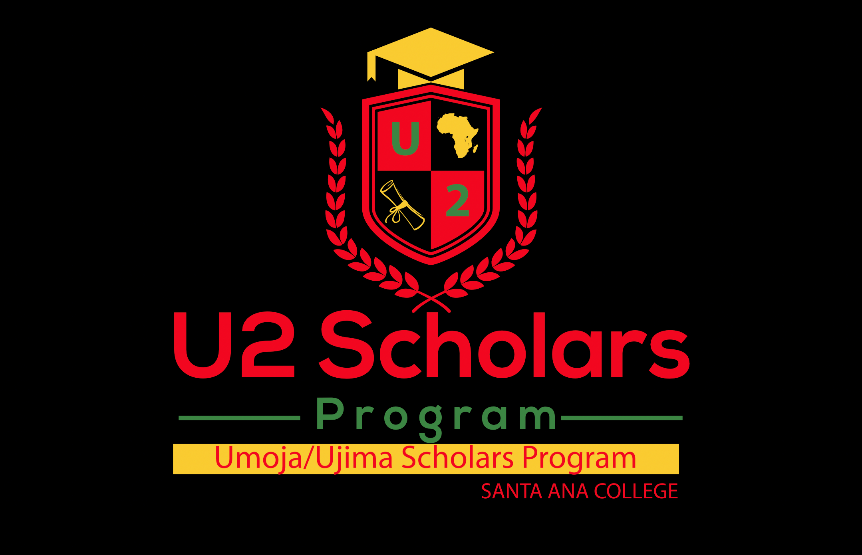 U
2
U2 Scholars
Program
Umoja/Ujima Scholars Program
SANTA ANA COLLEGE